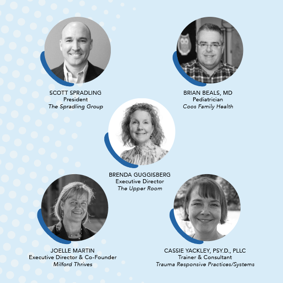 SCOTT SPRADLING
President
The Spradling Group
BRIAN BEALS, MD
Pediatrician
Coos Family Health
BRENDA GUGGISBERG
Executive Director
The Upper Room
JOELLE MARTIN
Executive Director & Co-Founder
Milford Thrives
CASSIE YACKLEY, PSY.D., PLLC
Trainer & Consultant
Trauma Responsive Practices/Systems